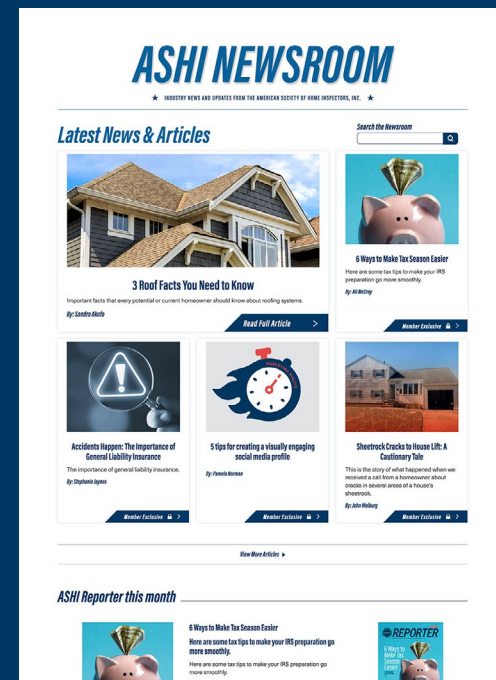 ASHI NEWSROOM
INDUSTRY NEWS AND UPDATES FROM THE AMERICAN SOCIETY OF HOME INSPECTORS, INC.
Latest News & Articles
Search the Newsroom
3 Roof Facts You Need to Know
Important facts that every potential or current homeowner should know about roofing systems.
By: Sandra Akufo
Read Full Article >
6 Ways to Make Tax Season Easier
Here are some tax tips to make your IRS
preparation go more smoothly.
By: Ali
Member Exclusive >
Accidents Happen: The Importance of
General Liability Insurance
The importance of general liability insurance.
By: Stephanie Jaynes
Member Exclusive >
5 tips for creating a visually engaging
social media profile
By: Pamela Norman
Member Exclusive >
Sheetrock Cracks to House Lift: A
Cautionary Tale
This is the story of what happened when we
received a call from a homeowner about
cracks in several areas of a house's
sheetrock.
By: John Wellburg
Member Exclusive >
View More Articles
ASHI Reporter this month
6 Ways to Make Tax Season Easier
Here are some tax tips to make your IRS preparation go
more smoothly.
Here are some tax tips to make your IRS preparation go
more smoothly.
REPORTER
6 Ways to
Make Tax
Season
Easier